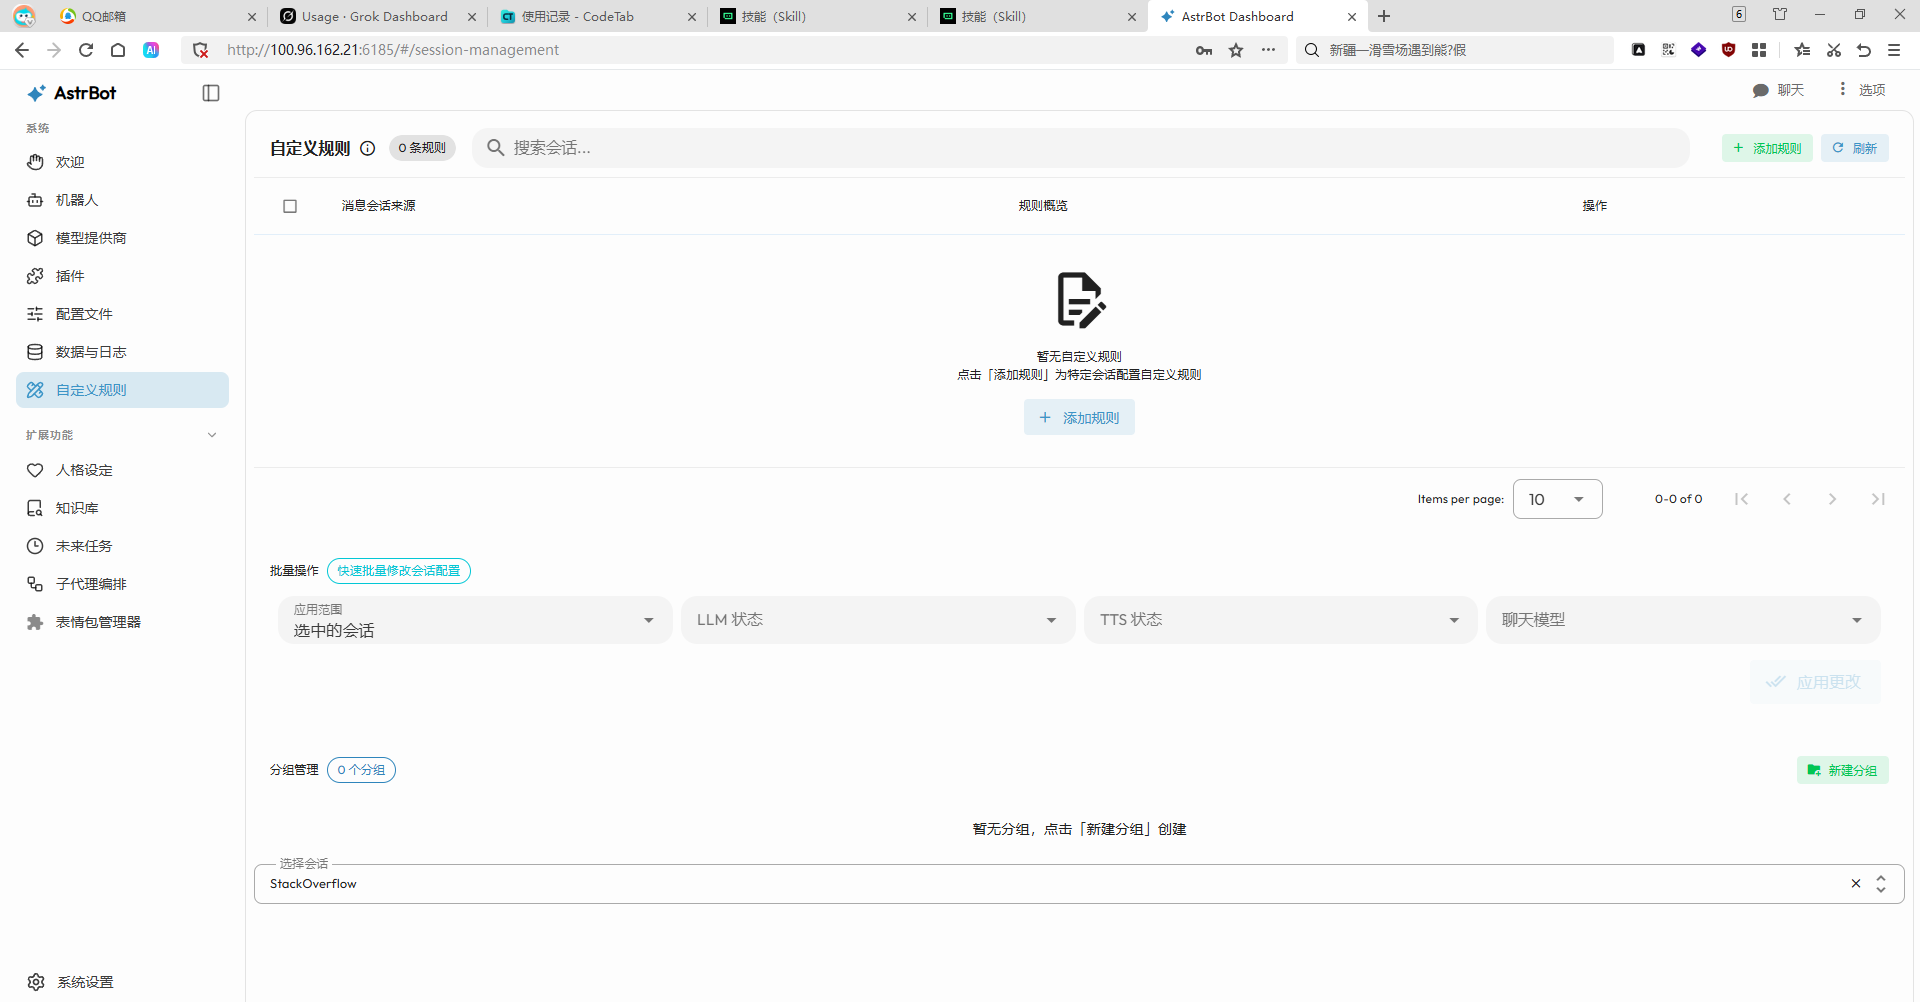 QQ邮箱
Usage · Grok Dashboard
使用记录 - CodeTab
技能（Skill）
技能（Skill）
AstrBot Dashboard
6
AI
http://100.96.162.21:6185/#/session-management
新疆一滑雪场遇到熊?假
AstrBot
聊天
选项
系统
欢迎
机器人
模型提供商
插件
配置文件
数据与日志
自定义规则
扩展功能
人格设定
知识库
未来任务
子代理编排
表情包管理器
系统设置
自定义规则
0 条规则
搜索会话...
添加规则
刷新
消息会话来源
规则概览
操作
暂无自定义规则
点击「添加规则」为特定会话配置自定义规则
添加规则
Items per page:
10
0-0 of 0
批量操作
快速批量修改会话配置
应用范围
选中的会话
LLM 状态
TTS 状态
聊天模型
应用更改
分组管理
0 个分组
新建分组
暂无分组，点击「新建分组」创建
选择会话
StackOverflow